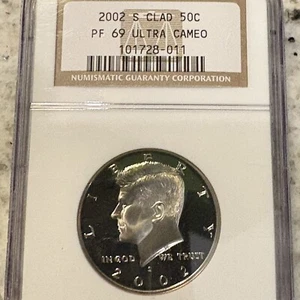 2002 S CLAD 50C
PF 69 ULTRA CAMEO
101728-011
NUMISMATIC GUARANTY CORPORATION
LIBERTY
IN GOD WE TRUST
S
2002